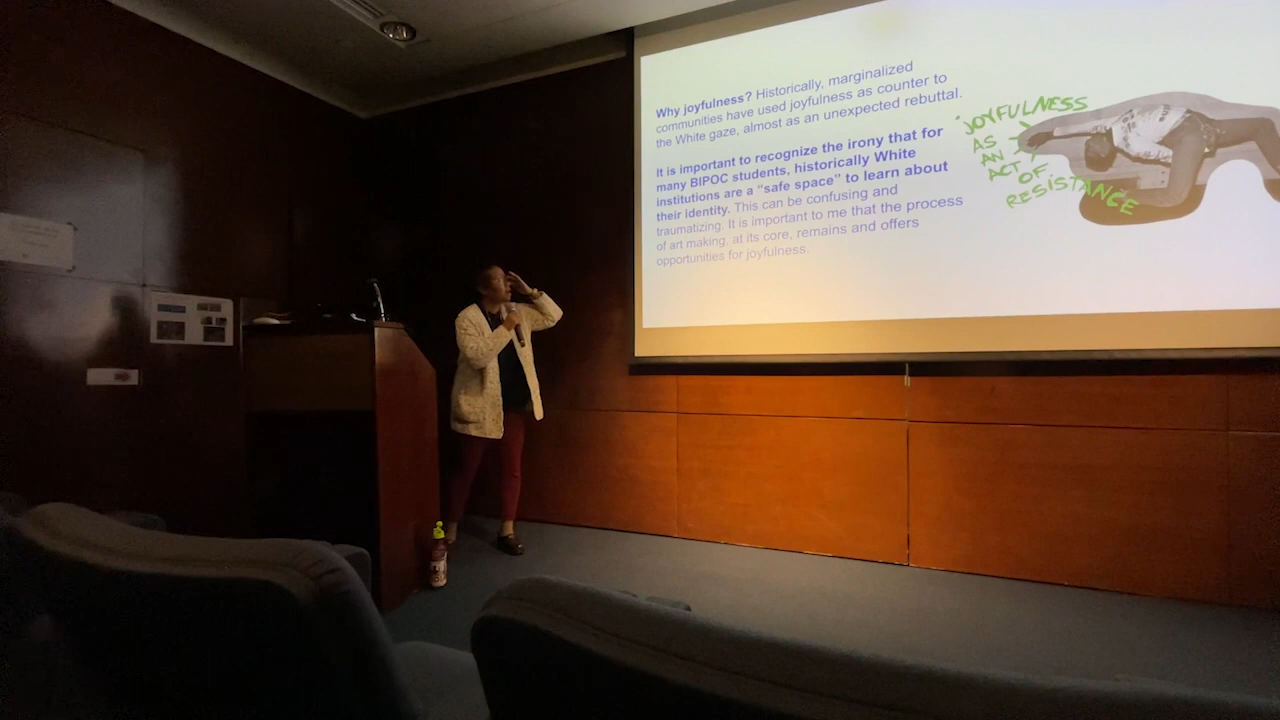 Why joyfulness? Historically, marginalized
communities have used joyfulness as counter to
the White gaze, almost as an unexpected rebuttal.
It is important to recognize the irony that for
many BIPOC students, historically White
institutions are a “safe space” to learn about
their identity. This can be confusing and
traumatizing. It is important to me that the process
of art making, at its core, remains and offers
opportunities for joyfulness.
JOYFULNESS
AS
AN
ACT
OF
RESISTANCE